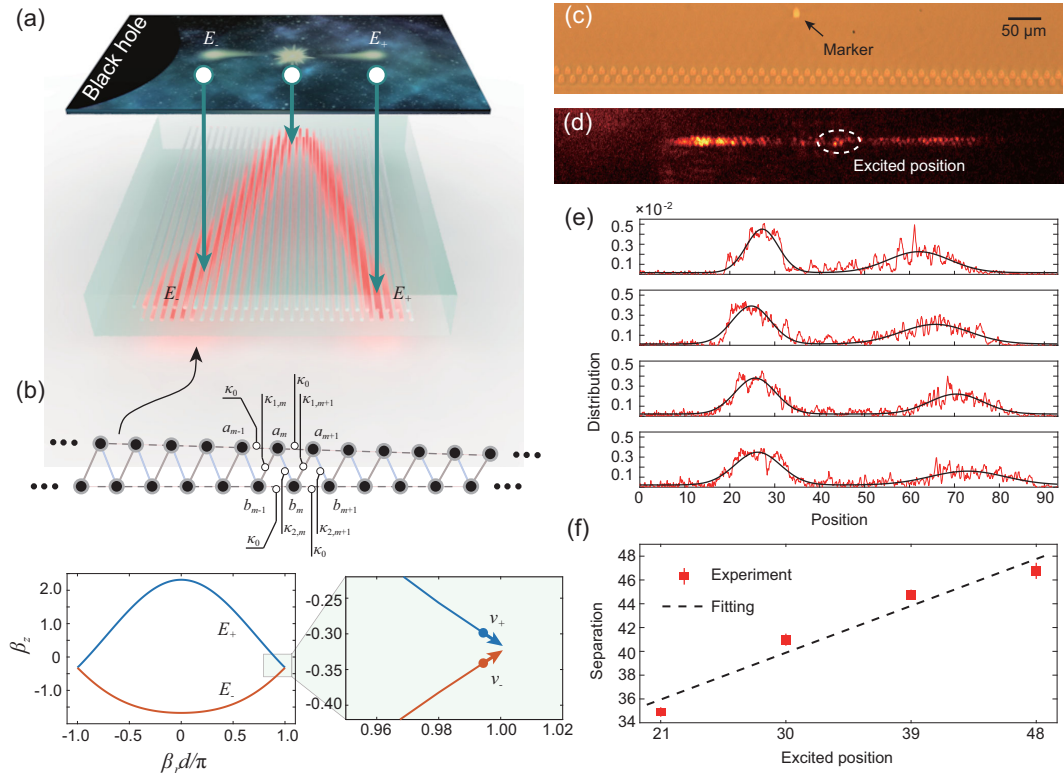 (a)
Black hole
E₋
E₊
E₋
E₊
(b)
κ₀
κ₀
κ₁,ₘ
κ₁,ₘ₊₁
aₘ₋₁
aₘ
aₘ₊₁
bₘ₋₁
bₘ
bₘ₊₁
κ₂,ₘ
κ₂,ₘ₊₁
κ₀
κ₀
2.0
1.0
0
-1.0
β_z
E₊
E₋
-1.0
-0.5
0
0.5
1.0
β_r d/π
-0.25
-0.30
-0.35
-0.40
v₊
v₋
0.96
0.98
1.00
1.02
(c)
Marker
50 μm
(d)
Excited position
(e)
×10⁻²
0.5
0.3
0.1
0.5
0.3
0.1
0.5
0.3
0.1
0.5
0.3
0.1
Distribution
0 10 20 30 40 50 60 70 80 90
Position
(f)
46
48
44
42
40
38
36
34
Separation
Experiment
Fitting
21 30 39 48
Excited position